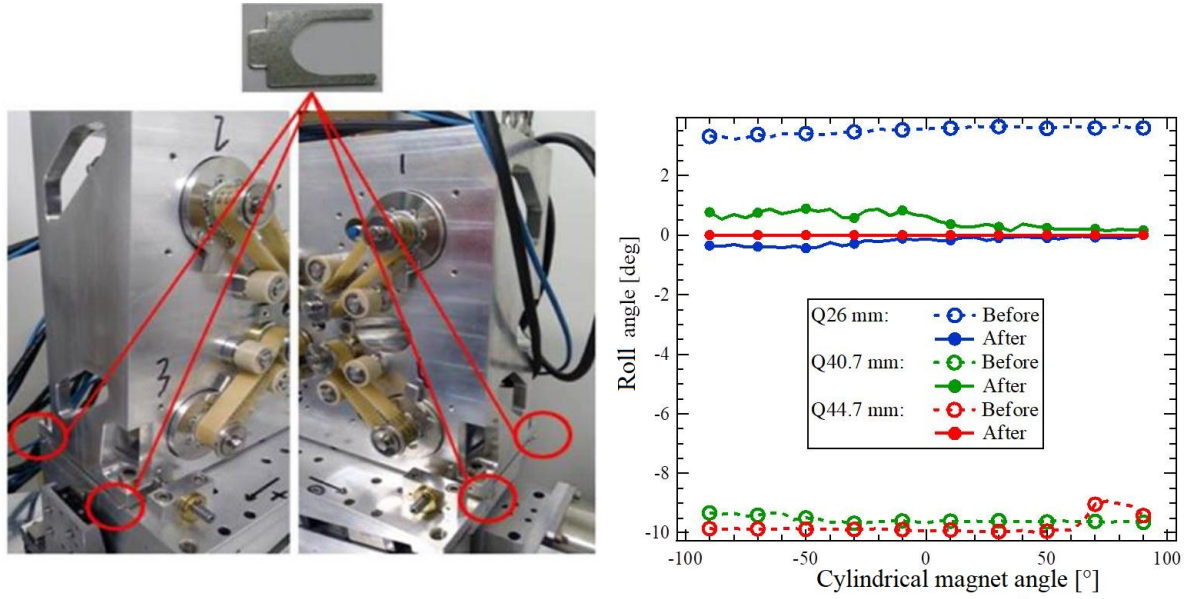 2
1
3
2
0
-2
-4
-6
-8
-10
-100
-50
0
50
100
Roll angle [deg]
Cylindrical magnet angle [°]
Q26 mm: Before
After
Q40.7 mm: Before
After
Q44.7 mm: Before
After